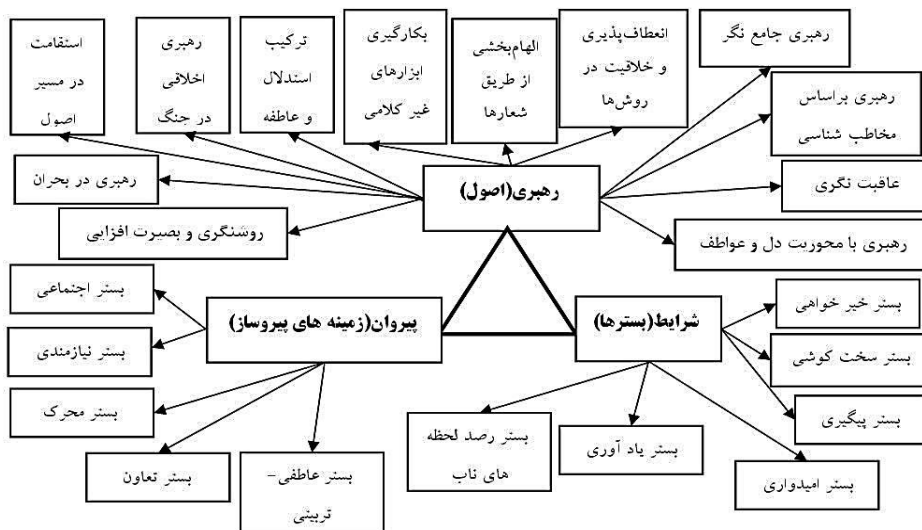 رهبری جامع نگر
انعطاف‌پذیری
و خلاقیت در
روش‌ها
الهام‌بخشی
از طریق
شعارها
بکارگیری
ابزارهای
غیر کلامی
ترکیب
استدلال
و عاطفه
رهبری
اخلاقی
در جنگ
استقامت
در مسیر
اصول
رهبری براساس
مخاطب شناسی
عاقبت نگری
رهبری با محوریت دل و عواطف
رهبری(اصول)
رهبری در بحران
روشنگری و بصیرت افزایی
شرایط(بسترها)
بستر خیر خواهی
بستر سخت کوشی
بستر پیگیری
بستر امیدواری
بستر یاد آوری
بستر رصد لحظه
های ناب
پیروان(زمینه های پیروساز)
بستر اجتماعی
بستر نیازمندی
بستر محرک
بستر تعاون
بستر عاطفی-
تربیتی